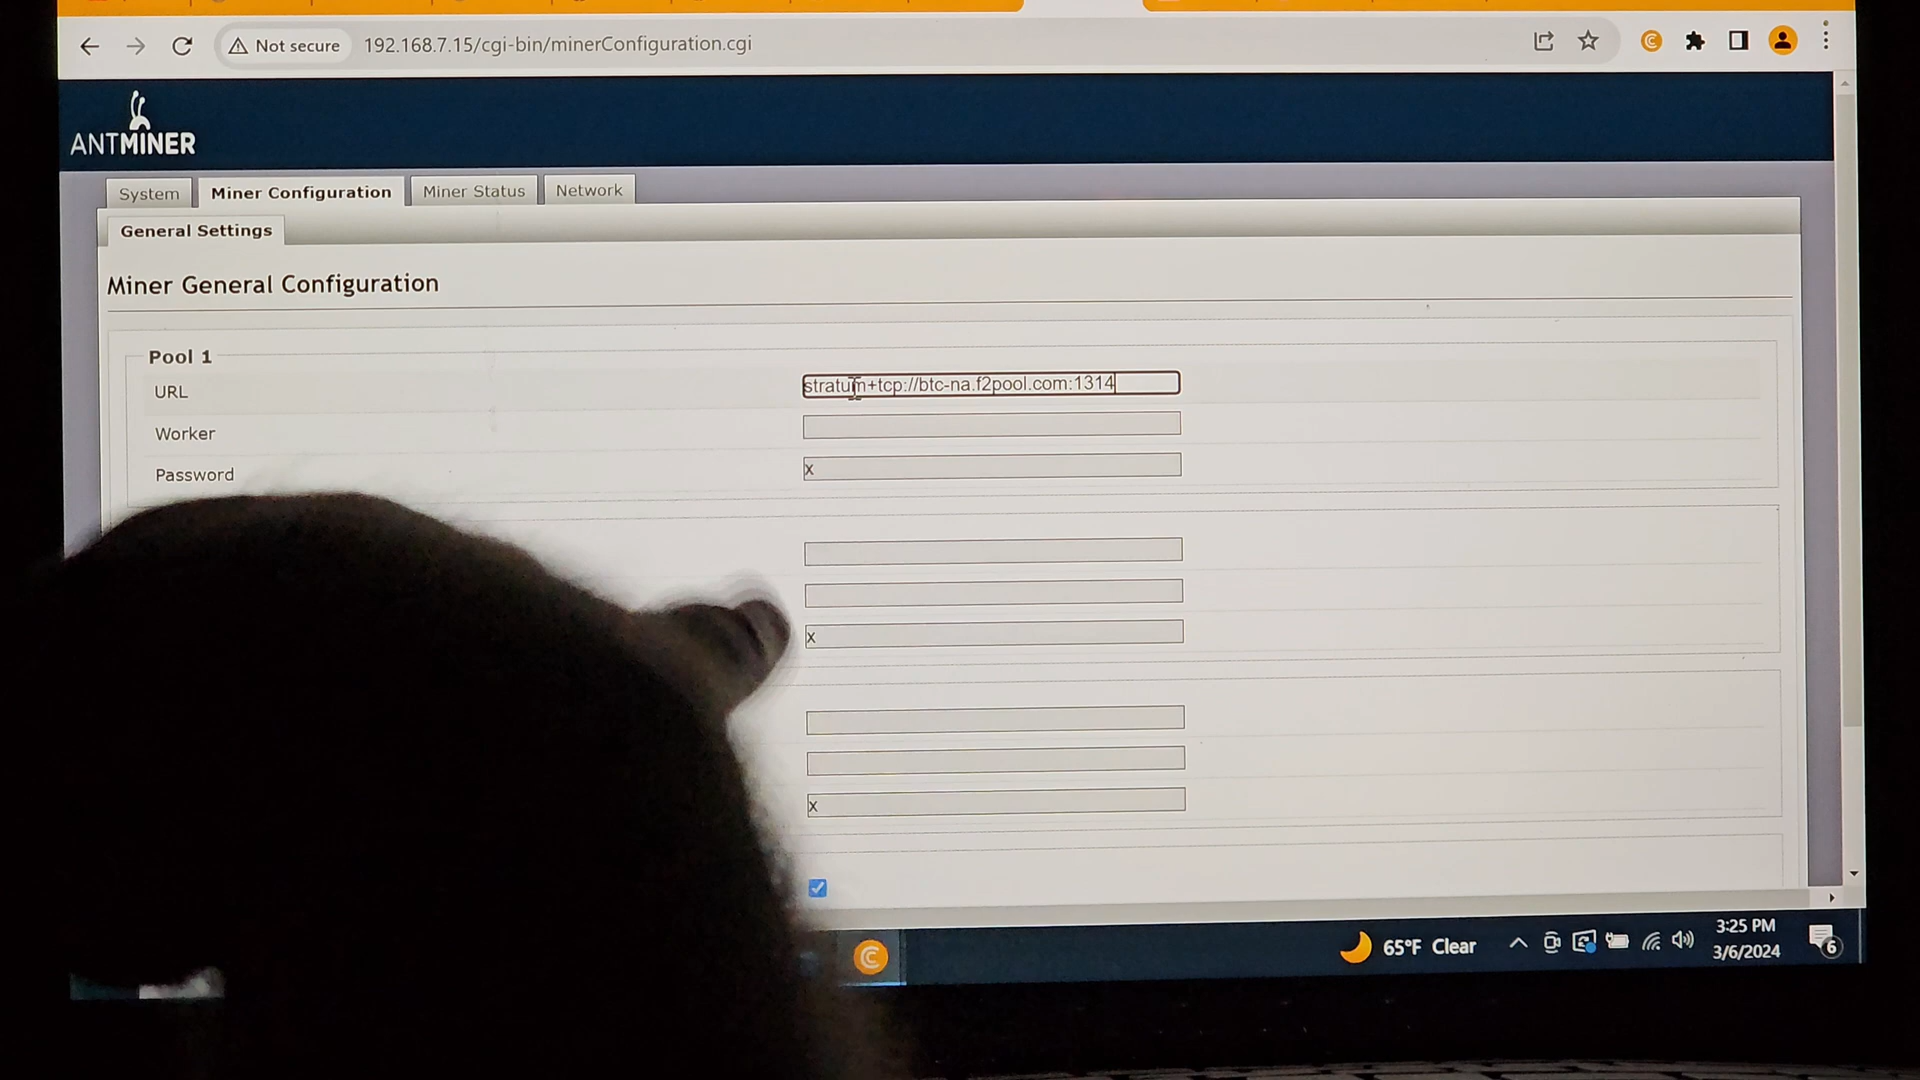 Not secure 192.168.7.15/cgi-bin/minerConfiguration.cgi
ANTMINER
System Miner Configuration Miner Status Network
General Settings
Miner General Configuration
Pool 1
URL stratum+tcp://btc-na.f2pool.com:1314
Worker
Password x
x
x
65°F Clear
3:25 PM
3/6/2024
6